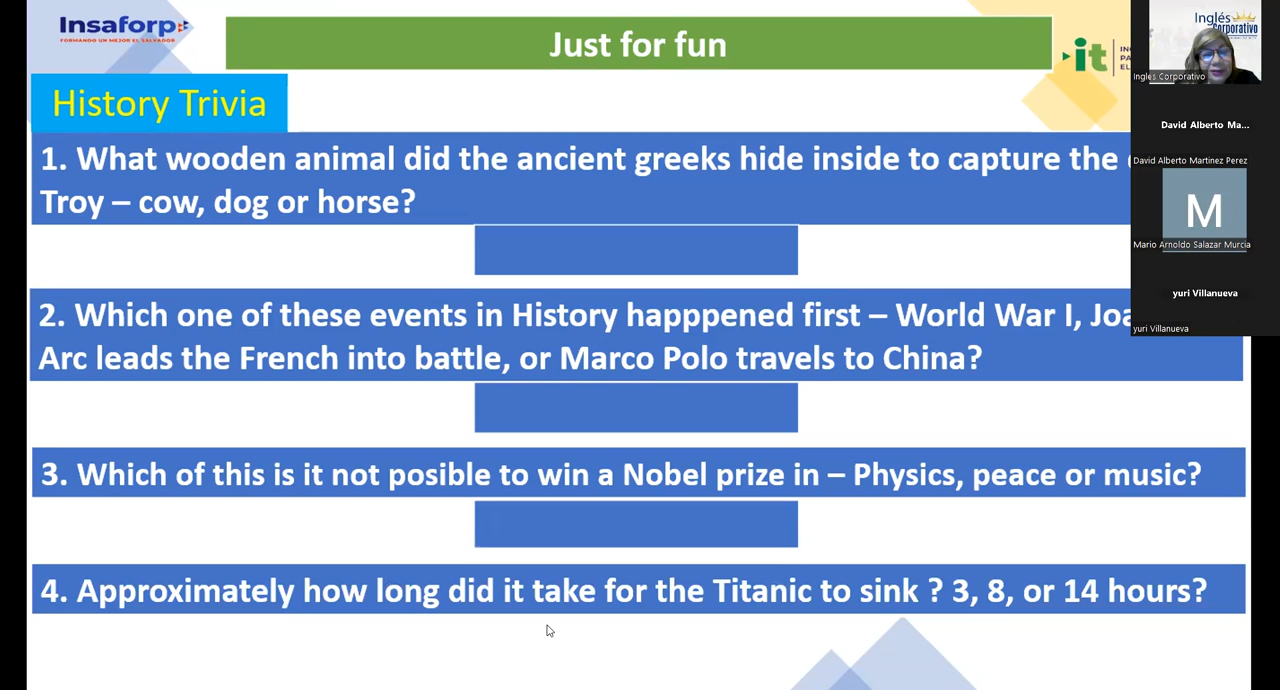 Insaforp
FORMANDO UN MEJOR EL SALVADOR
Just for fun
it
Inglés
Corporativo
Ingles Corporativo
History Trivia
David Alberto Ma...
David Alberto Martinez Perez
1. What wooden animal did the ancient greeks hide inside to capture the
Troy – cow, dog or horse?
M
Mario Arnoldo Salazar Murcia
yuri Villanueva
yuri Villanueva
2. Which one of these events in History happpened first – World War I, Joa
Arc leads the French into battle, or Marco Polo travels to China?
3. Which of this is it not posible to win a Nobel prize in – Physics, peace or music?
4. Approximately how long did it take for the Titanic to sink ? 3, 8, or 14 hours?